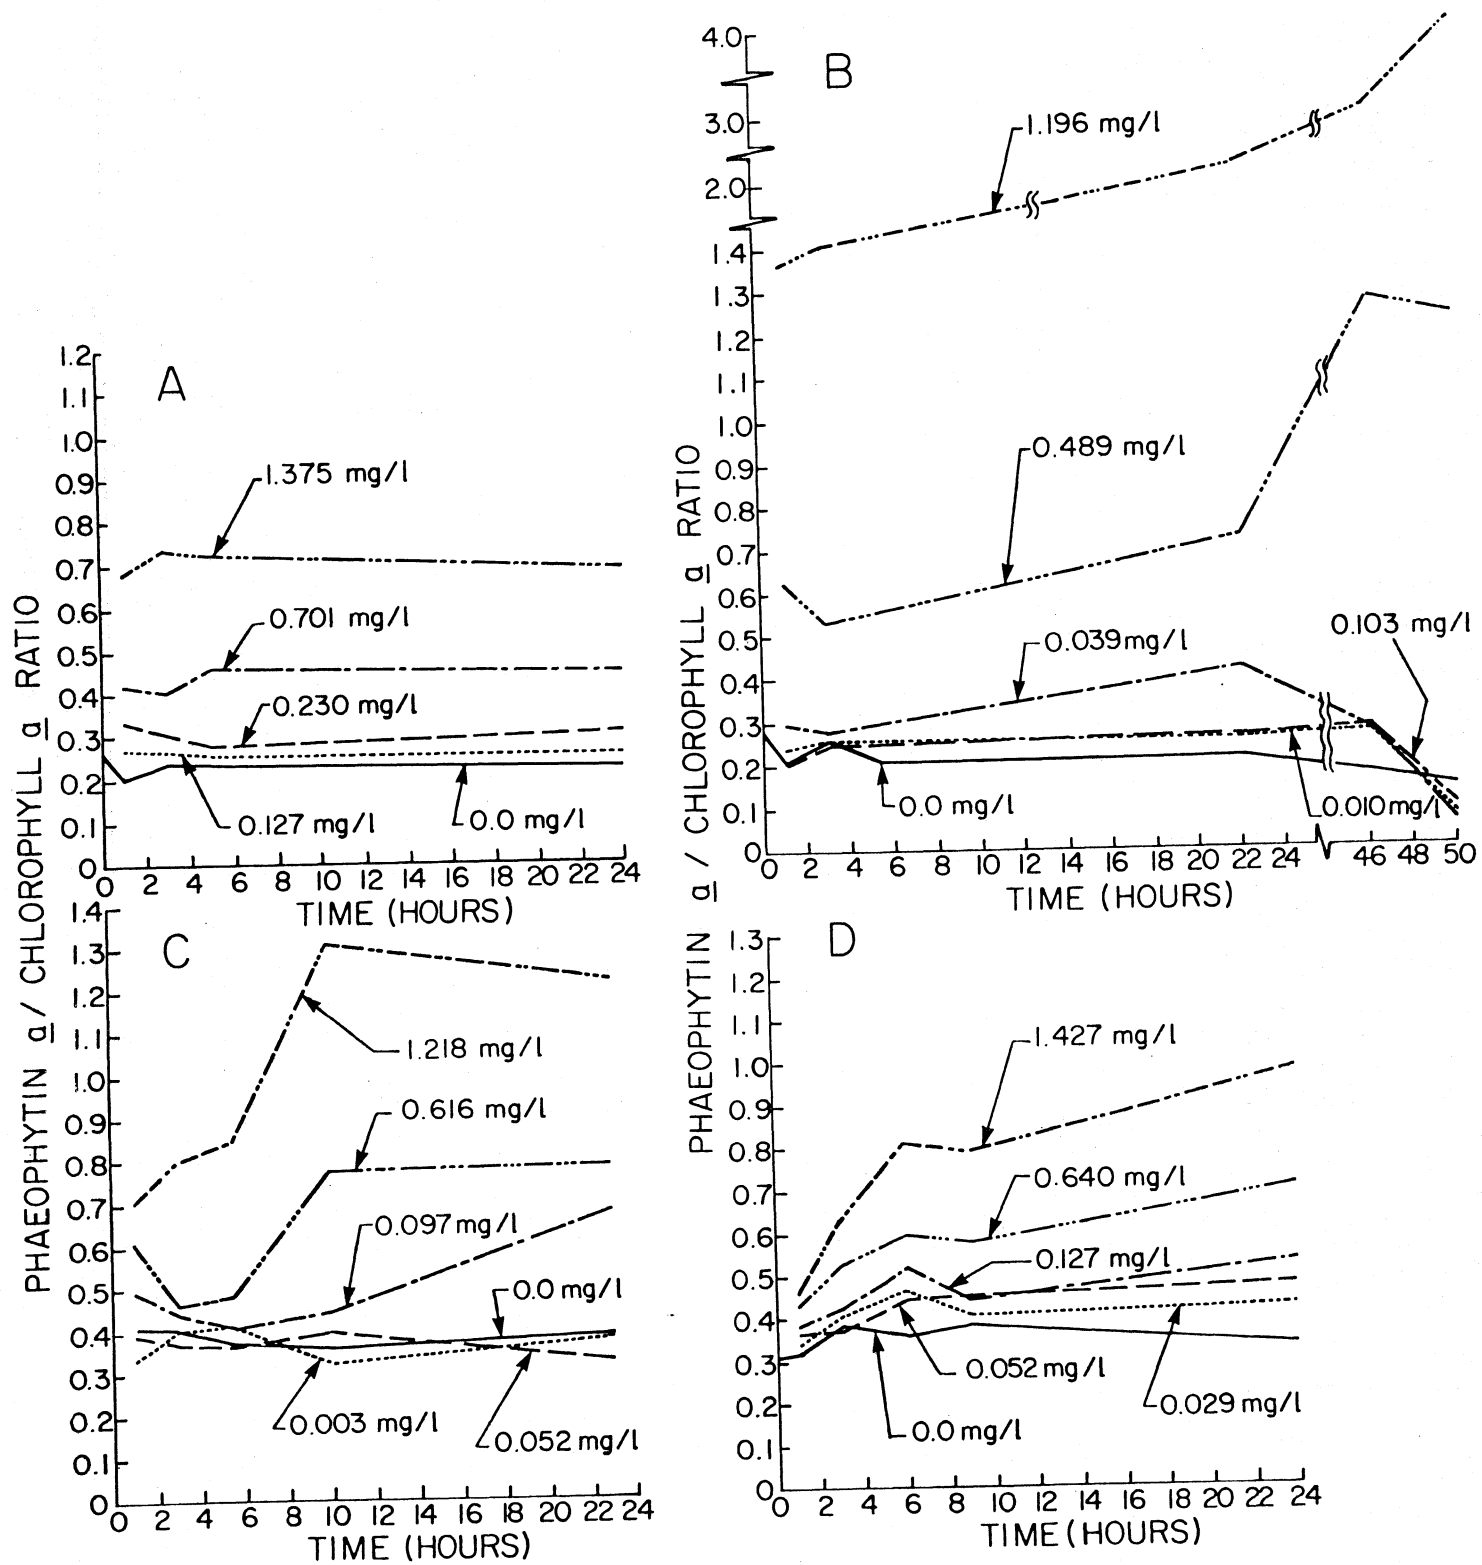 A
1.2
1.1
1.0
0.9
0.8
0.7
0.6
0.5
0.4
0.3
0.2
0.1
0
1.375 mg/l
0.701 mg/l
0.230 mg/l
0.127 mg/l
0.0 mg/l
0 2 4 6 8 10 12 14 16 18 20 22 24
TIME (HOURS)
PHAEOPHYTIN a / CHLOROPHYLL a RATIO
B
4.0
3.0
2.0
1.4
1.3
1.2
1.1
1.0
0.9
0.8
0.7
0.6
0.5
0.4
0.3
0.2
0.1
0
1.196 mg/l
0.489 mg/l
0.103 mg/l
0.039mg/l
0.0 mg/l
0.010mg/l
0 2 4 6 8 10 12 14 16 18 20 22 24 46 48 50
TIME (HOURS)
PHAEOPHYTIN a / CHLOROPHYLL a RATIO
C
1.4
1.3
1.2
1.1
1.0
0.9
0.8
0.7
0.6
0.5
0.4
0.3
0.2
0.1
0
1.218 mg/l
0.616 mg/l
0.097mg/l
0.0 mg/l
0.003 mg/l
0.052 mg/l
0 2 4 6 8 10 12 14 16 18 20 22 24
TIME (HOURS)
D
1.3
1.2
1.1
1.0
0.9
0.8
0.7
0.6
0.5
0.4
0.3
0.2
0.1
0
1.427 mg/l
0.640 mg/l
0.127 mg/l
0.052 mg/l
0.029 mg/l
0.0 mg/l
0 2 4 6 8 10 12 14 16 18 20 22 24
TIME (HOURS)